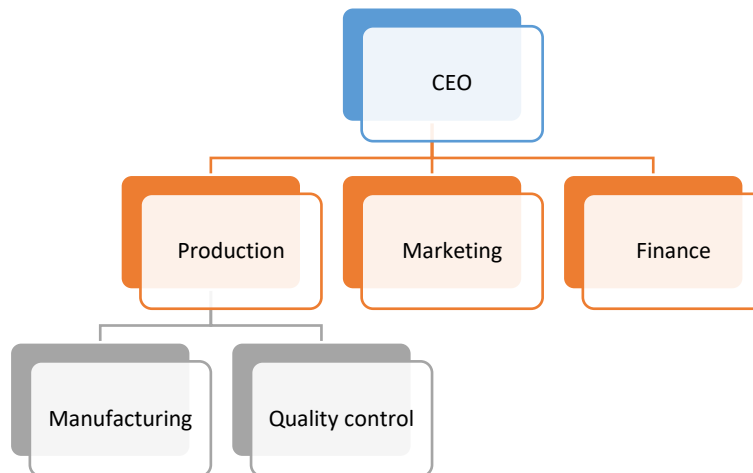 CEO
Production
Marketing
Finance
Manufacturing
Quality control